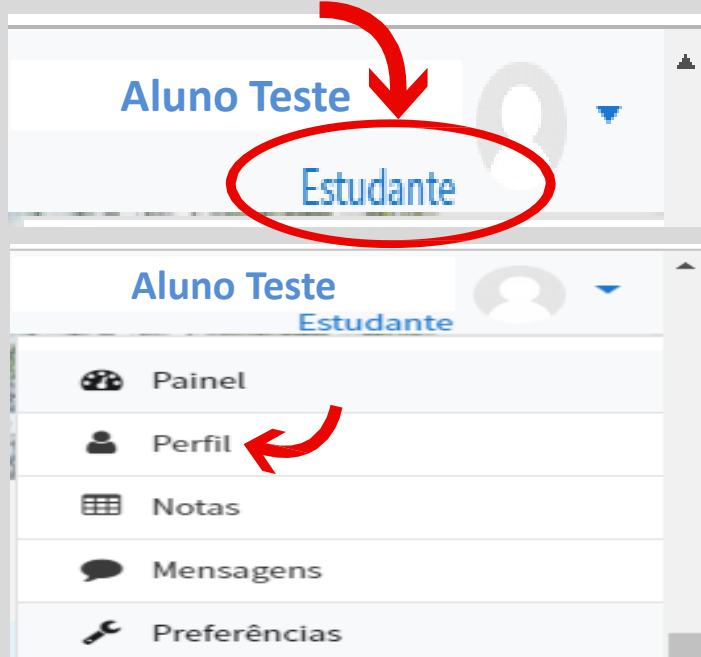 Aluno Teste
Estudante
Aluno Teste
Estudante
Painel
Perfil
Notas
Mensagens
Preferências